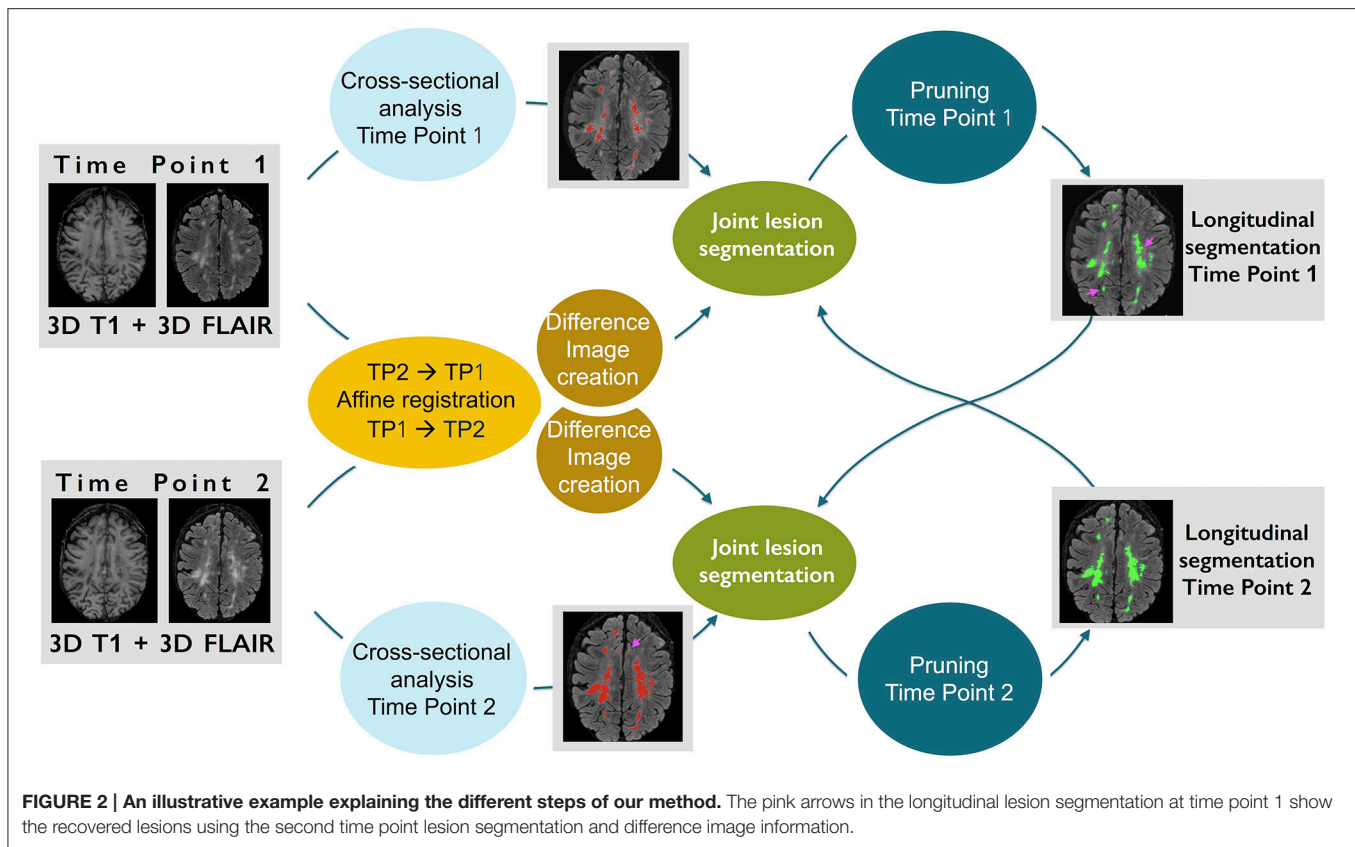 Cross-sectional
analysis
Time Point 1
Pruning
Time Point 1
Time Point 1
3D T1 + 3D FLAIR
Joint lesion
segmentation
Longitudinal
segmentation
Time Point 1
Difference
Image
creation
TP2 → TP1
Affine registration
TP1 → TP2
Difference
Image
creation
Time Point 2
3D T1 + 3D FLAIR
Joint lesion
segmentation
Longitudinal
segmentation
Time Point 2
Cross-sectional
analysis
Time Point 2
Pruning
Time Point 2
FIGURE 2 | An illustrative example explaining the different steps of our method. The pink arrows in the longitudinal lesion segmentation at time point 1 show
the recovered lesions using the second time point lesion segmentation and difference image information.